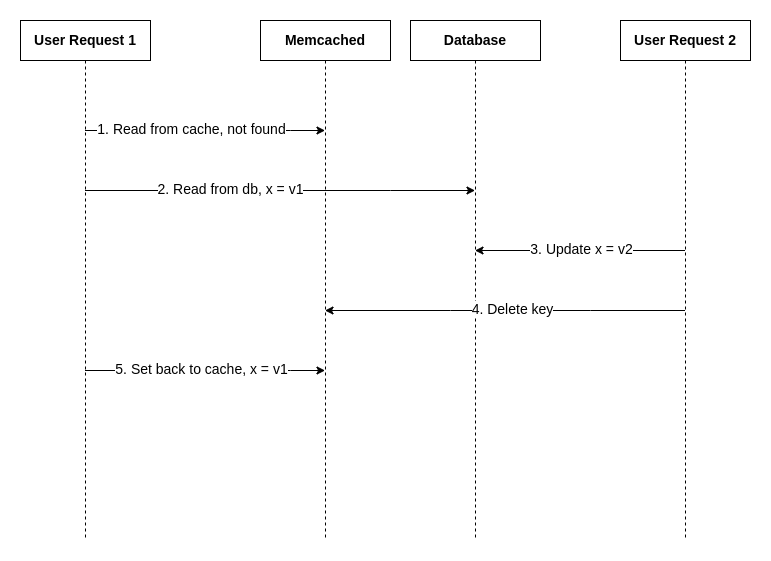 User Request 1
Memcached
Database
User Request 2
1. Read from cache, not found
2. Read from db, x = v1
3. Update x = v2
4. Delete key
5. Set back to cache, x = v1